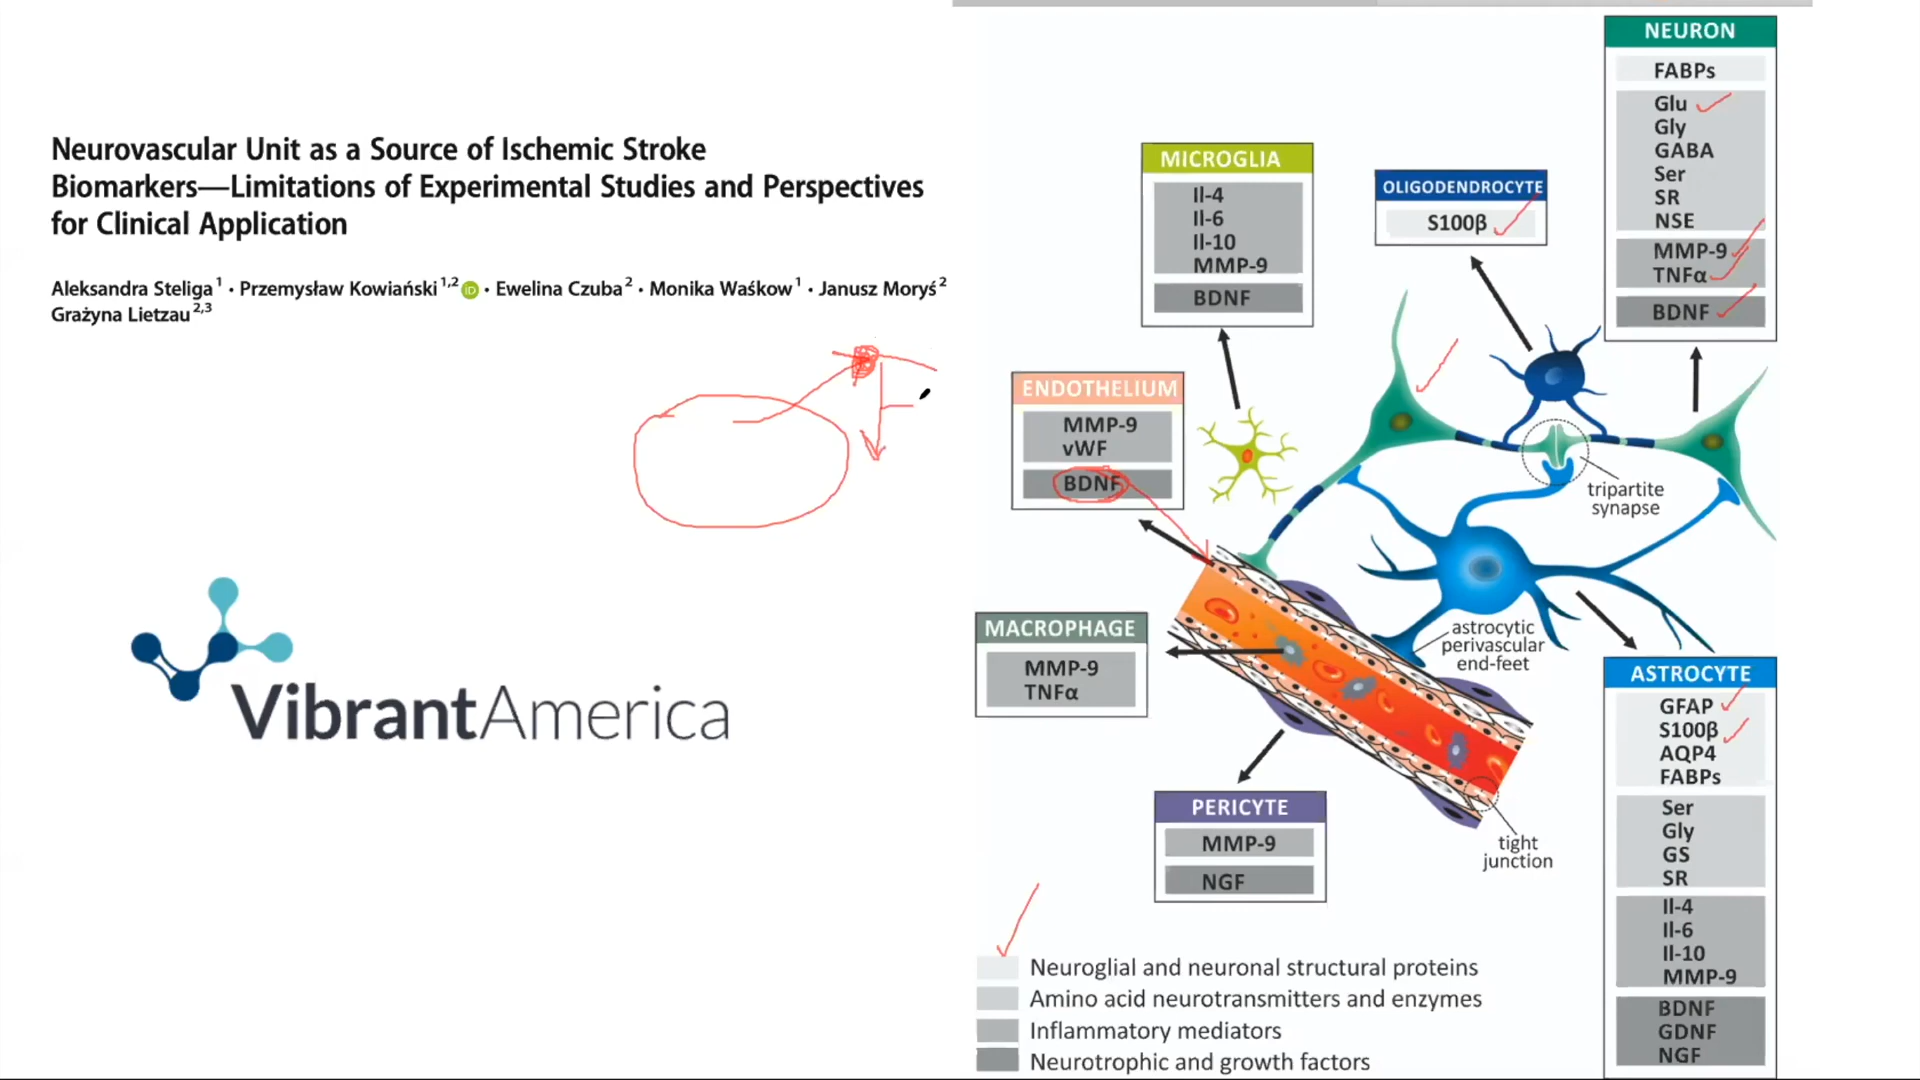 Neurovascular Unit as a Source of Ischemic Stroke
Biomarkers—Limitations of Experimental Studies and Perspectives
for Clinical Application
Aleksandra Steliga 1 · Przemysław Kowiański 1,2 iD · Ewelina Czuba 2 · Monika Waśkow 1 · Janusz Moryś 2
Grażyna Lietzau 2,3
VibrantAmerica
NEURON
FABPs
Glu
Gly
GABA
Ser
SR
NSE
MMP-9
TNFα
BDNF
MICROGLIA
Il-4
Il-6
Il-10
MMP-9
BDNF
OLIGODENDROCYTE
S100β
ENDOTHELIUM
MMP-9
vWF
BDNF
tripartite
synapse
MACROPHAGE
MMP-9
TNFα
astrocytic
perivascular
end-feet
PERICYTE
MMP-9
NGF
tight
junction
ASTROCYTE
GFAP
S100β
AQP4
FABPs
Ser
Gly
GS
SR
Il-4
Il-6
Il-10
MMP-9
BDNF
GDNF
NGF
Neuroglial and neuronal structural proteins
Amino acid neurotransmitters and enzymes
Inflammatory mediators
Neurotrophic and growth factors